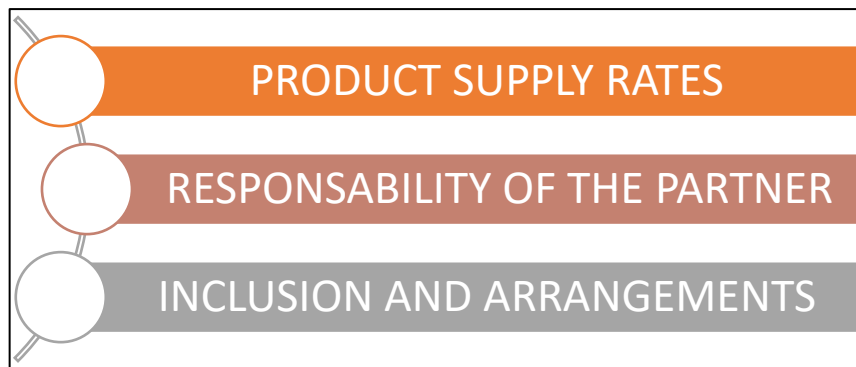 PRODUCT SUPPLY RATES
RESPONSABILITY OF THE PARTNER
INCLUSION AND ARRANGEMENTS